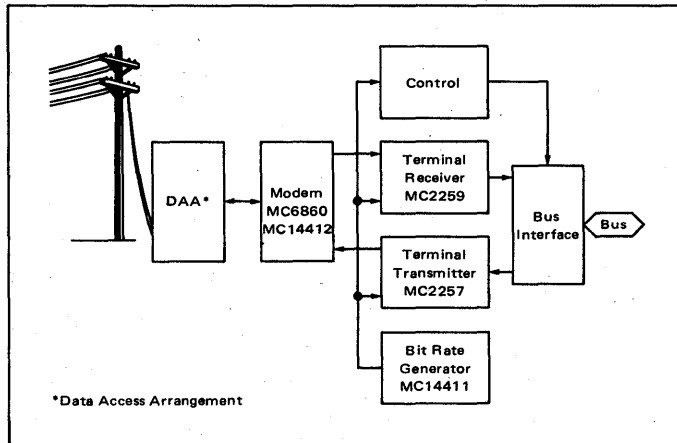 Control
DAA*
Modem
MC6860
MC14412
Terminal
Receiver
MC2259
Terminal
Transmitter
MC2257
Bit Rate
Generator
MC14411
Bus
Interface
Bus
*Data Access Arrangement